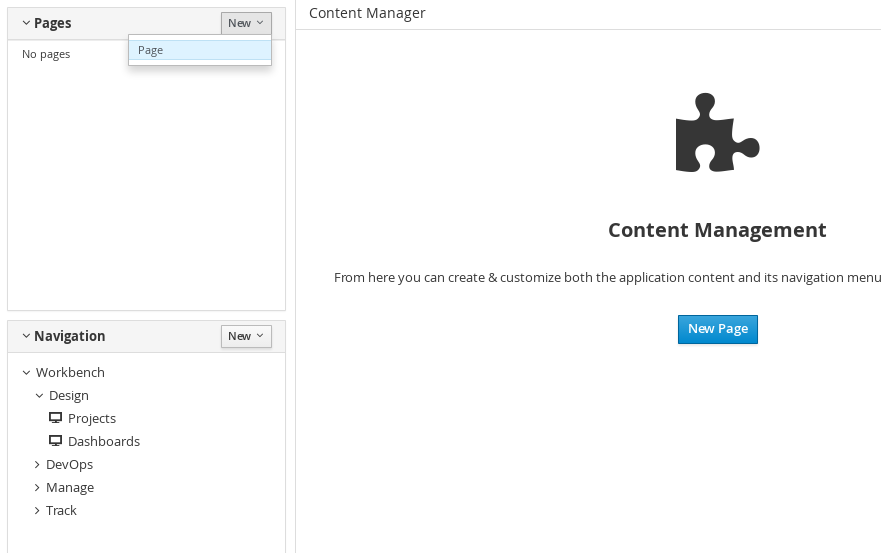 Pages
New
Page
No pages
Navigation
New
Workbench
Design
Projects
Dashboards
DevOps
Manage
Track
Content Manager
Content Management
From here you can create & customize both the application content and its navigation menu
New Page